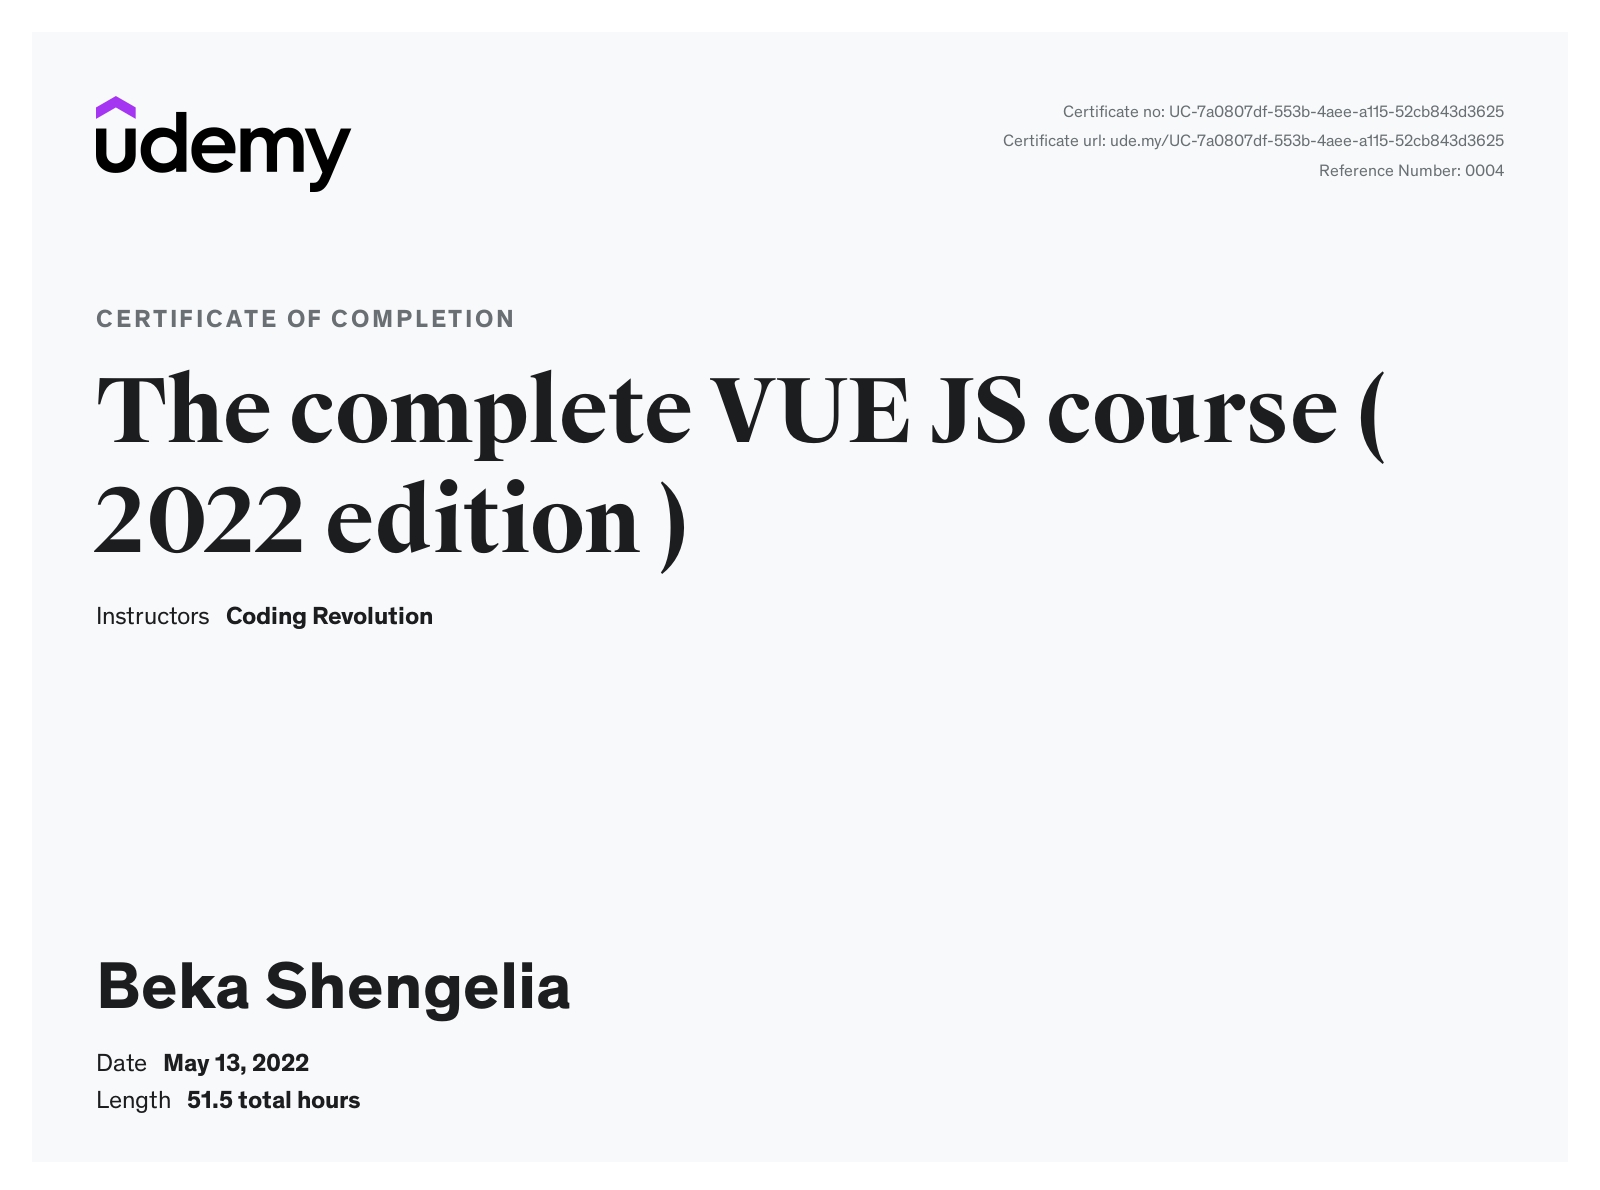 udemy
Certificate no: UC-7a0807df-553b-4aee-a115-52cb843d3625
Certificate url: ude.my/UC-7a0807df-553b-4aee-a115-52cb843d3625
Reference Number: 0004
CERTIFICATE OF COMPLETION
The complete VUE JS course (
2022 edition )
Instructors Coding Revolution
Beka Shengelia
Date May 13, 2022
Length 51.5 total hours